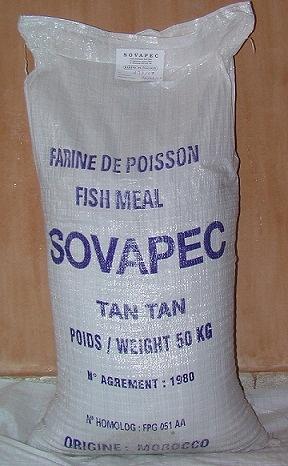 SOVAPEC
FARINE DE POISSON
FISH MEAL
SOVAPEC
TAN TAN
POIDS / WEIGHT 50 KG
N° AGREMENT : 1980
N° HOMOLOG : FPG 051 AA
ORIGINE : MOROCCO